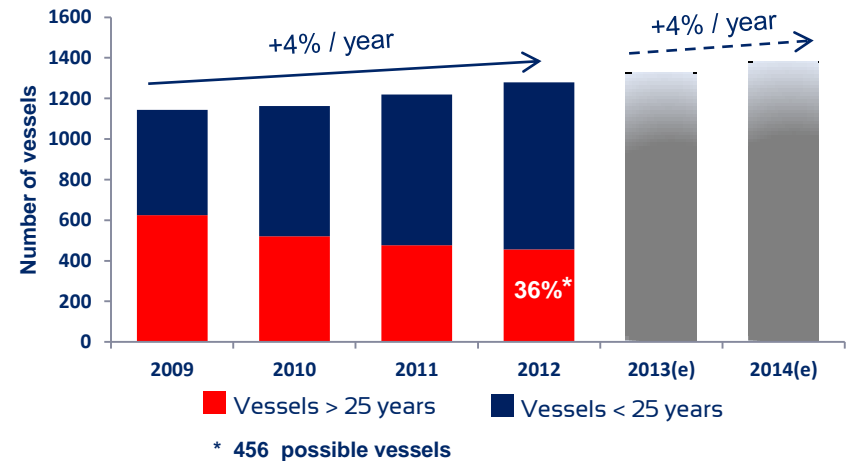 1600
1400
1200
1000
800
600
400
200
0
Number of vessels
+4% / year
+4% / year
36%*
2009 2010 2011 2012 2013(e) 2014(e)
Vessels > 25 years Vessels < 25 years
* 456 possible vessels